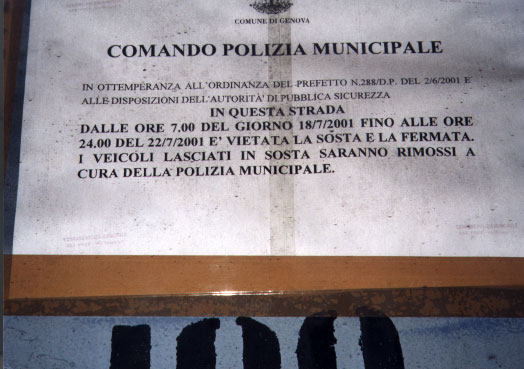 COMUNE DI GENOVA
COMANDO POLIZIA MUNICIPALE
IN OTTEMPERANZA ALL'ORDINANZA DEL PREFETTO N.288/D.P. DEL 2/6/2001 E
ALLE DISPOSIZIONI DELL'AUTORITA' DI PUBBLICA SICUREZZA
IN QUESTA STRADA
DALLE ORE 7.00 DEL GIORNO 18/7/2001 FINO ALLE ORE
24.00 DEL 22/7/2001 E' VIETATA LA SOSTA E LA FERMATA.
I VEICOLI LASCIATI IN SOSTA SARANNO RIMOSSI A
CURA DELLA POLIZIA MUNICIPALE.